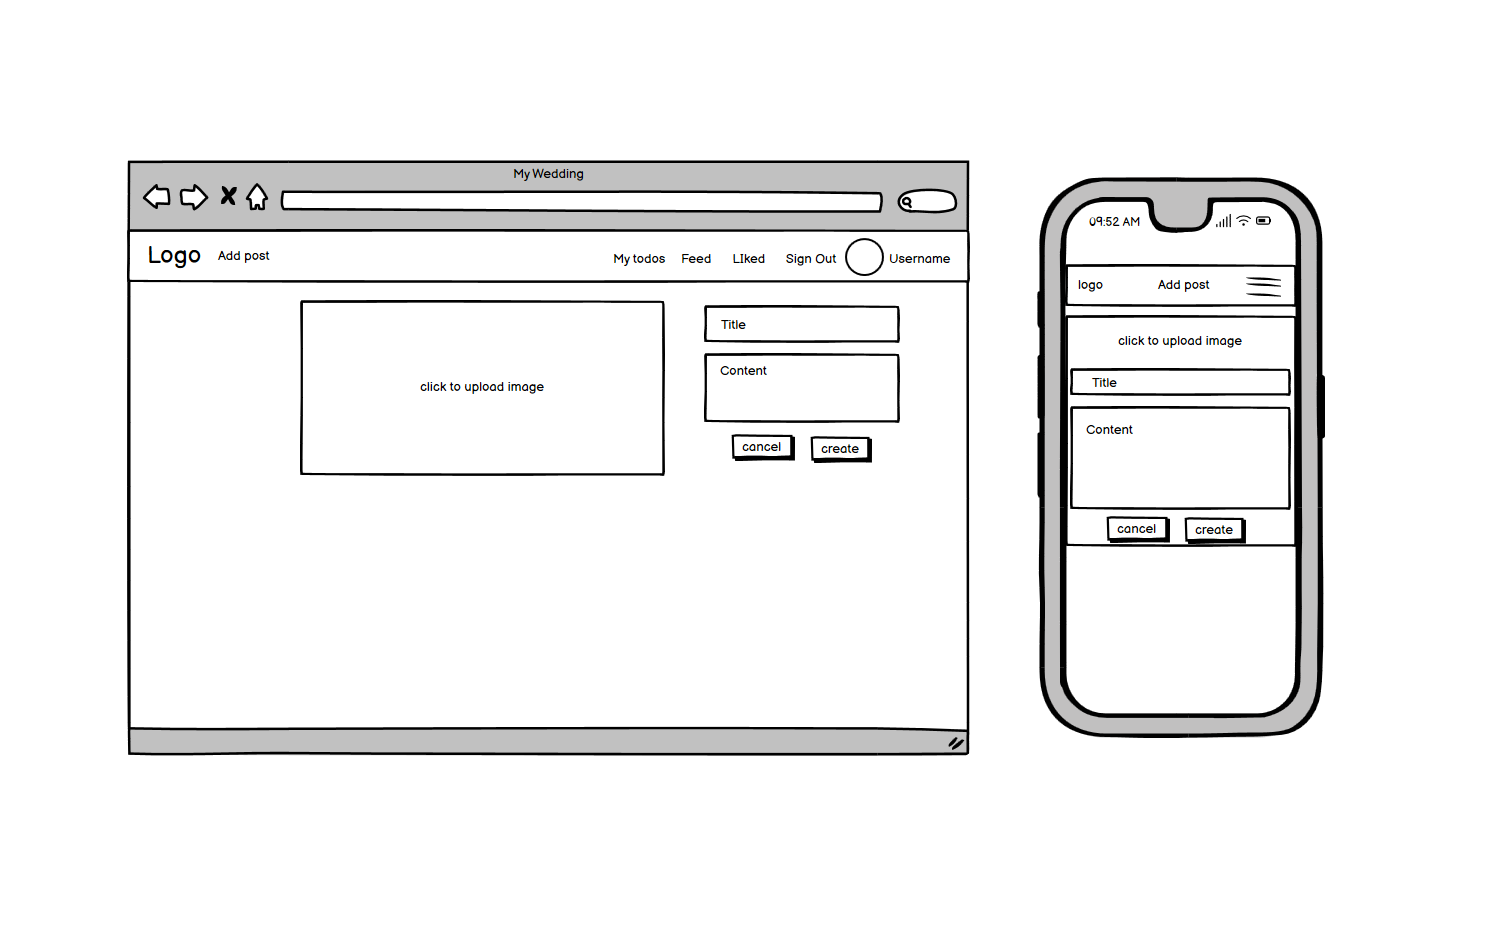 My Wedding
Logo Add post My todos Feed LIked Sign Out Username
click to upload image
Title
Content
cancel create
09:52 AM
logo Add post
click to upload image
Title
Content
cancel create